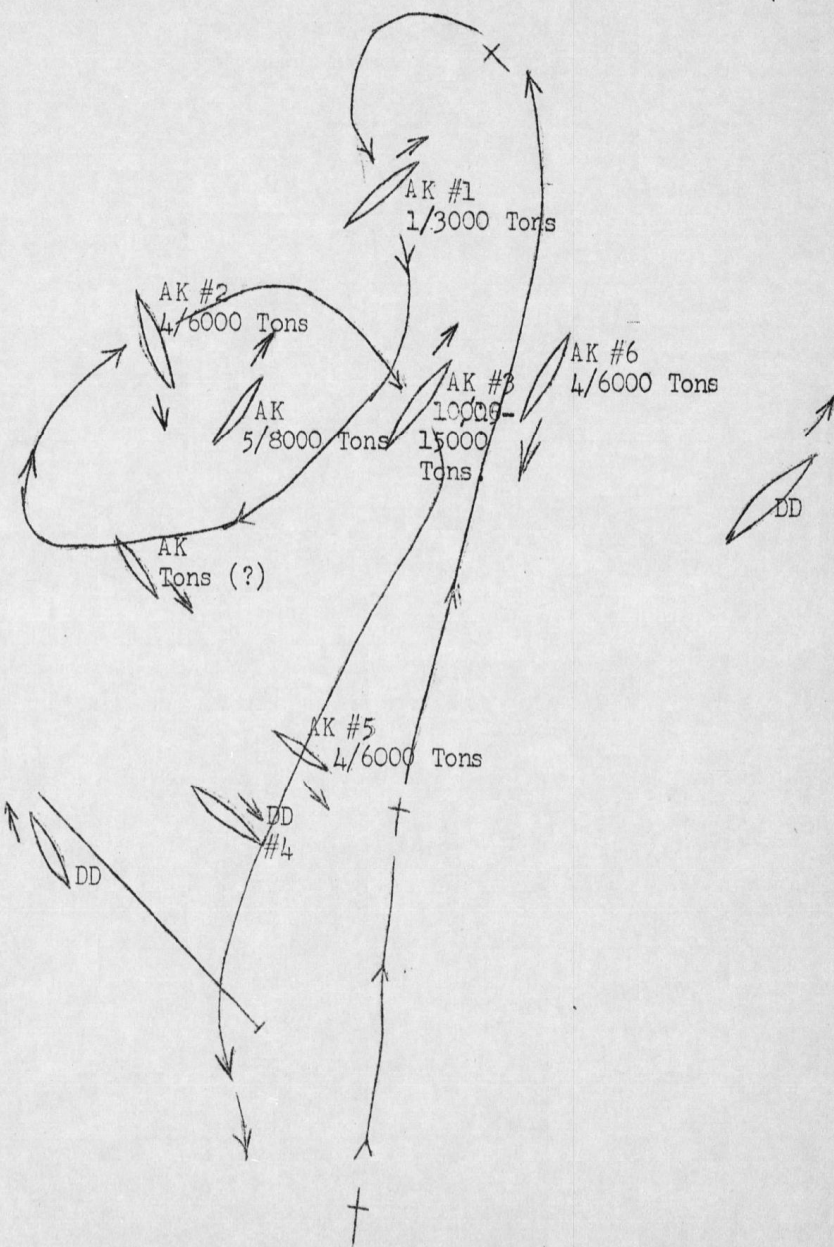 AK #1
1/3000 Tons
AK #2
4/6000 Tons
AK #6
4/6000 Tons
AK #3
15000
Tons.
AK
5/8000 Tons
DD
AK
Tons (?)
AK #5
4/6000 Tons
DD
#4
DD